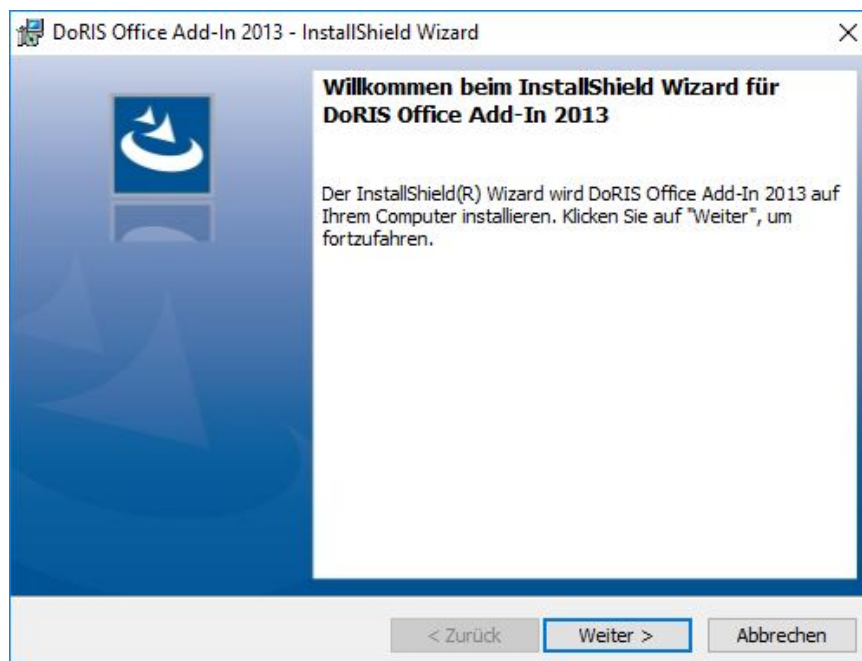 DoRIS Office Add-In 2013 - InstallShield Wizard
Willkommen beim InstallShield Wizard für
DoRIS Office Add-In 2013
Der InstallShield(R) Wizard wird DoRIS Office Add-In 2013 auf
Ihrem Computer installieren. Klicken Sie auf "Weiter", um
fortzufahren.
< Zurück Weiter > Abbrechen